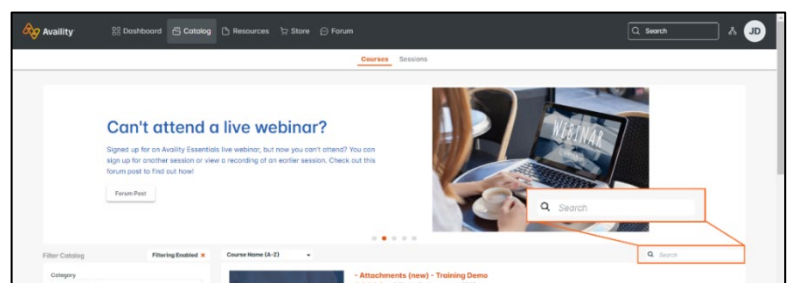 Availity
Dashboard Catalog Resources Store Forum
Search
JD
Courses Sessions
Can't attend a live webinar?
Signed up for an Availity Essentials live webinar, but now you can't attend? You can
sign up for another session or view a recording of an earlier session. Check out this
forum post to find out how!
Forum Post
WEBINAR
Search
Filter Catalog
Filtering Enabled ×
Course Name (A-Z)
Search
Category
- Attachments (new) - Training Demo